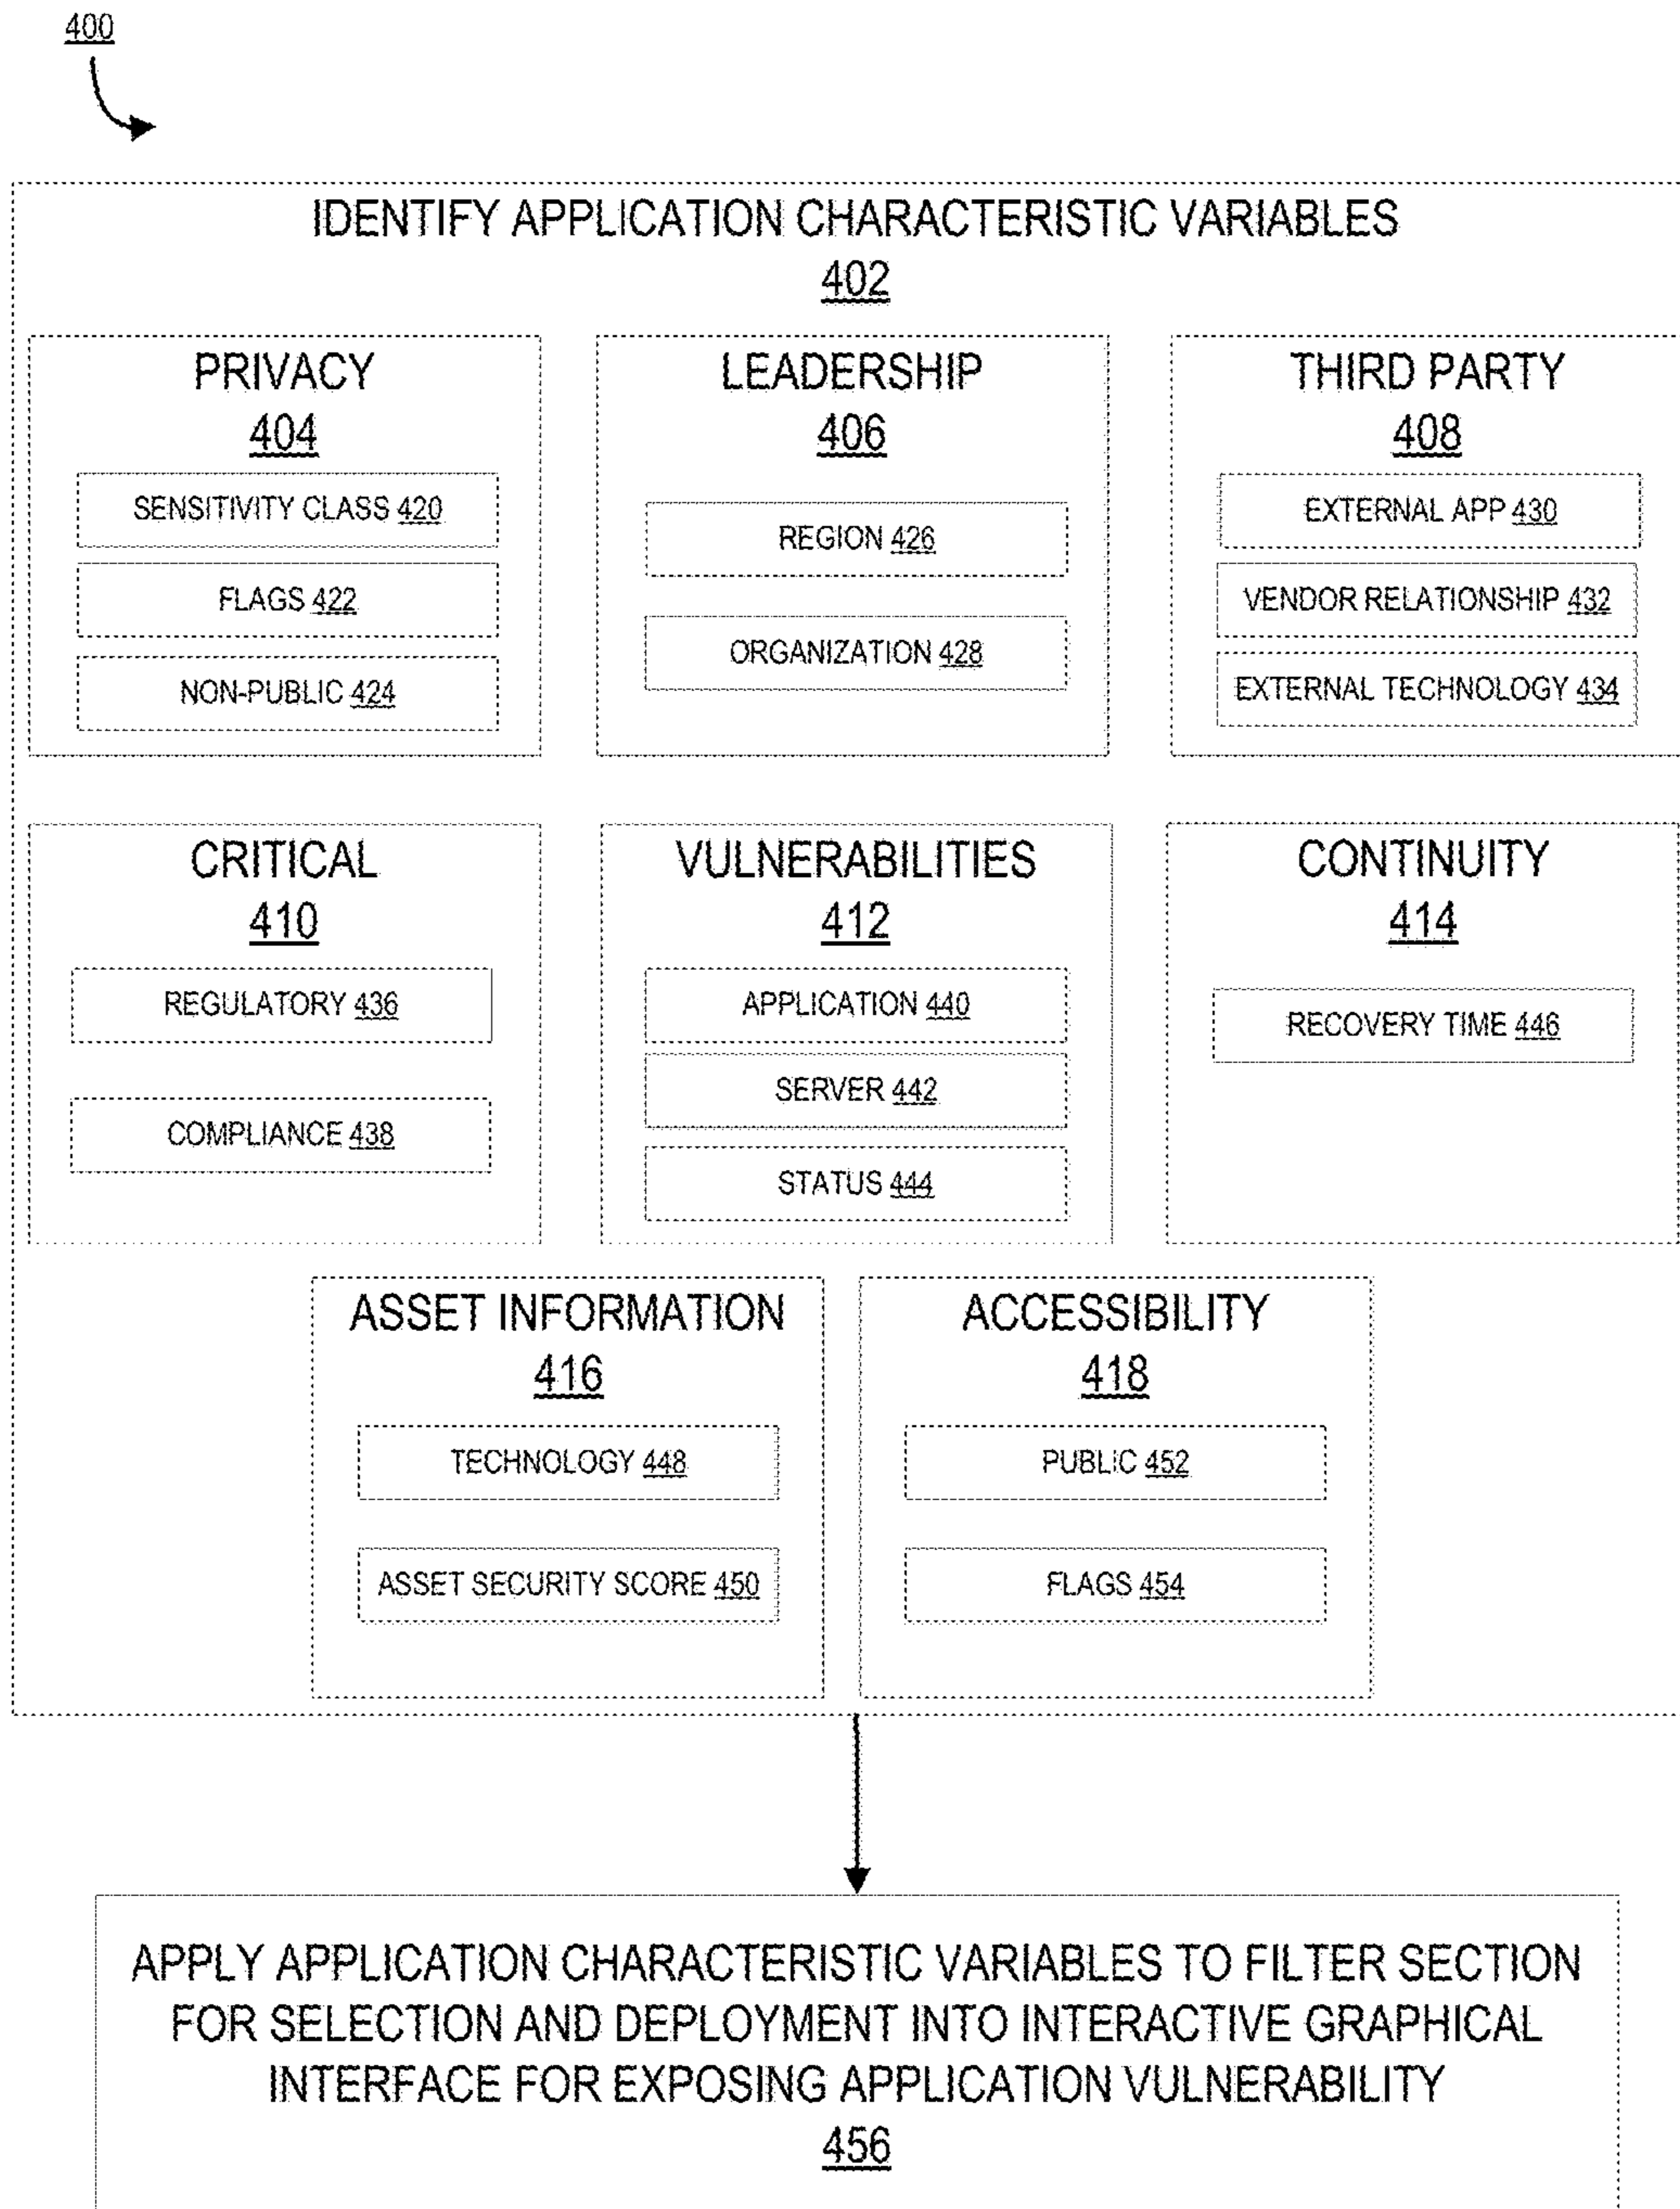 400
IDENTIFY APPLICATION CHARACTERISTIC VARIABLES
402
PRIVACY
404
SENSITIVITY CLASS 420
FLAGS 422
NON-PUBLIC 424
LEADERSHIP
406
REGION 426
ORGANIZATION 428
THIRD PARTY
408
EXTERNAL APP 430
VENDOR RELATIONSHIP 432
EXTERNAL TECHNOLOGY 434
CRITICAL
410
REGULATORY 436
COMPLIANCE 438
VULNERABILITIES
412
APPLICATION 440
SERVER 442
STATUS 444
CONTINUITY
414
RECOVERY TIME 446
ASSET INFORMATION
416
TECHNOLOGY 448
ASSET SECURITY SCORE 450
ACCESSIBILITY
418
PUBLIC 452
FLAGS 454
APPLY APPLICATION CHARACTERISTIC VARIABLES TO FILTER SECTION
FOR SELECTION AND DEPLOYMENT INTO INTERACTIVE GRAPHICAL
INTERFACE FOR EXPOSING APPLICATION VULNERABILITY
456